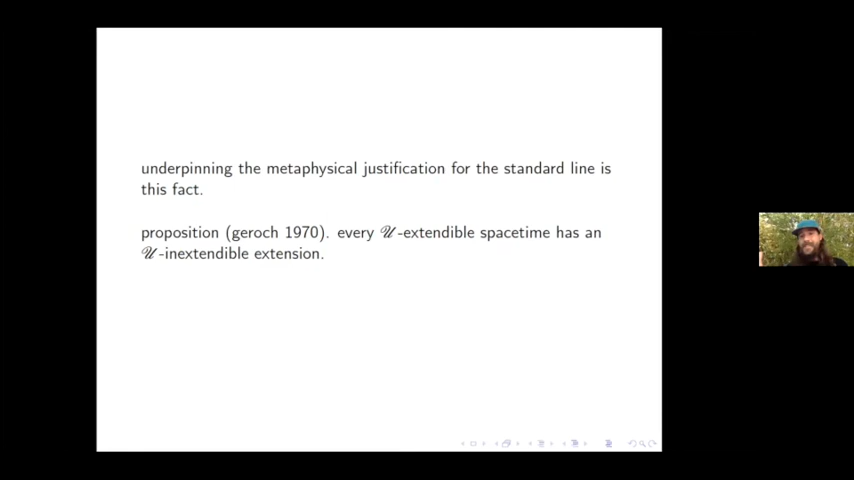 underpinning the metaphysical justification for the standard line is
this fact.
proposition (geroch 1970). every 𝒰-extendible spacetime has an
𝒰-inextendible extension.